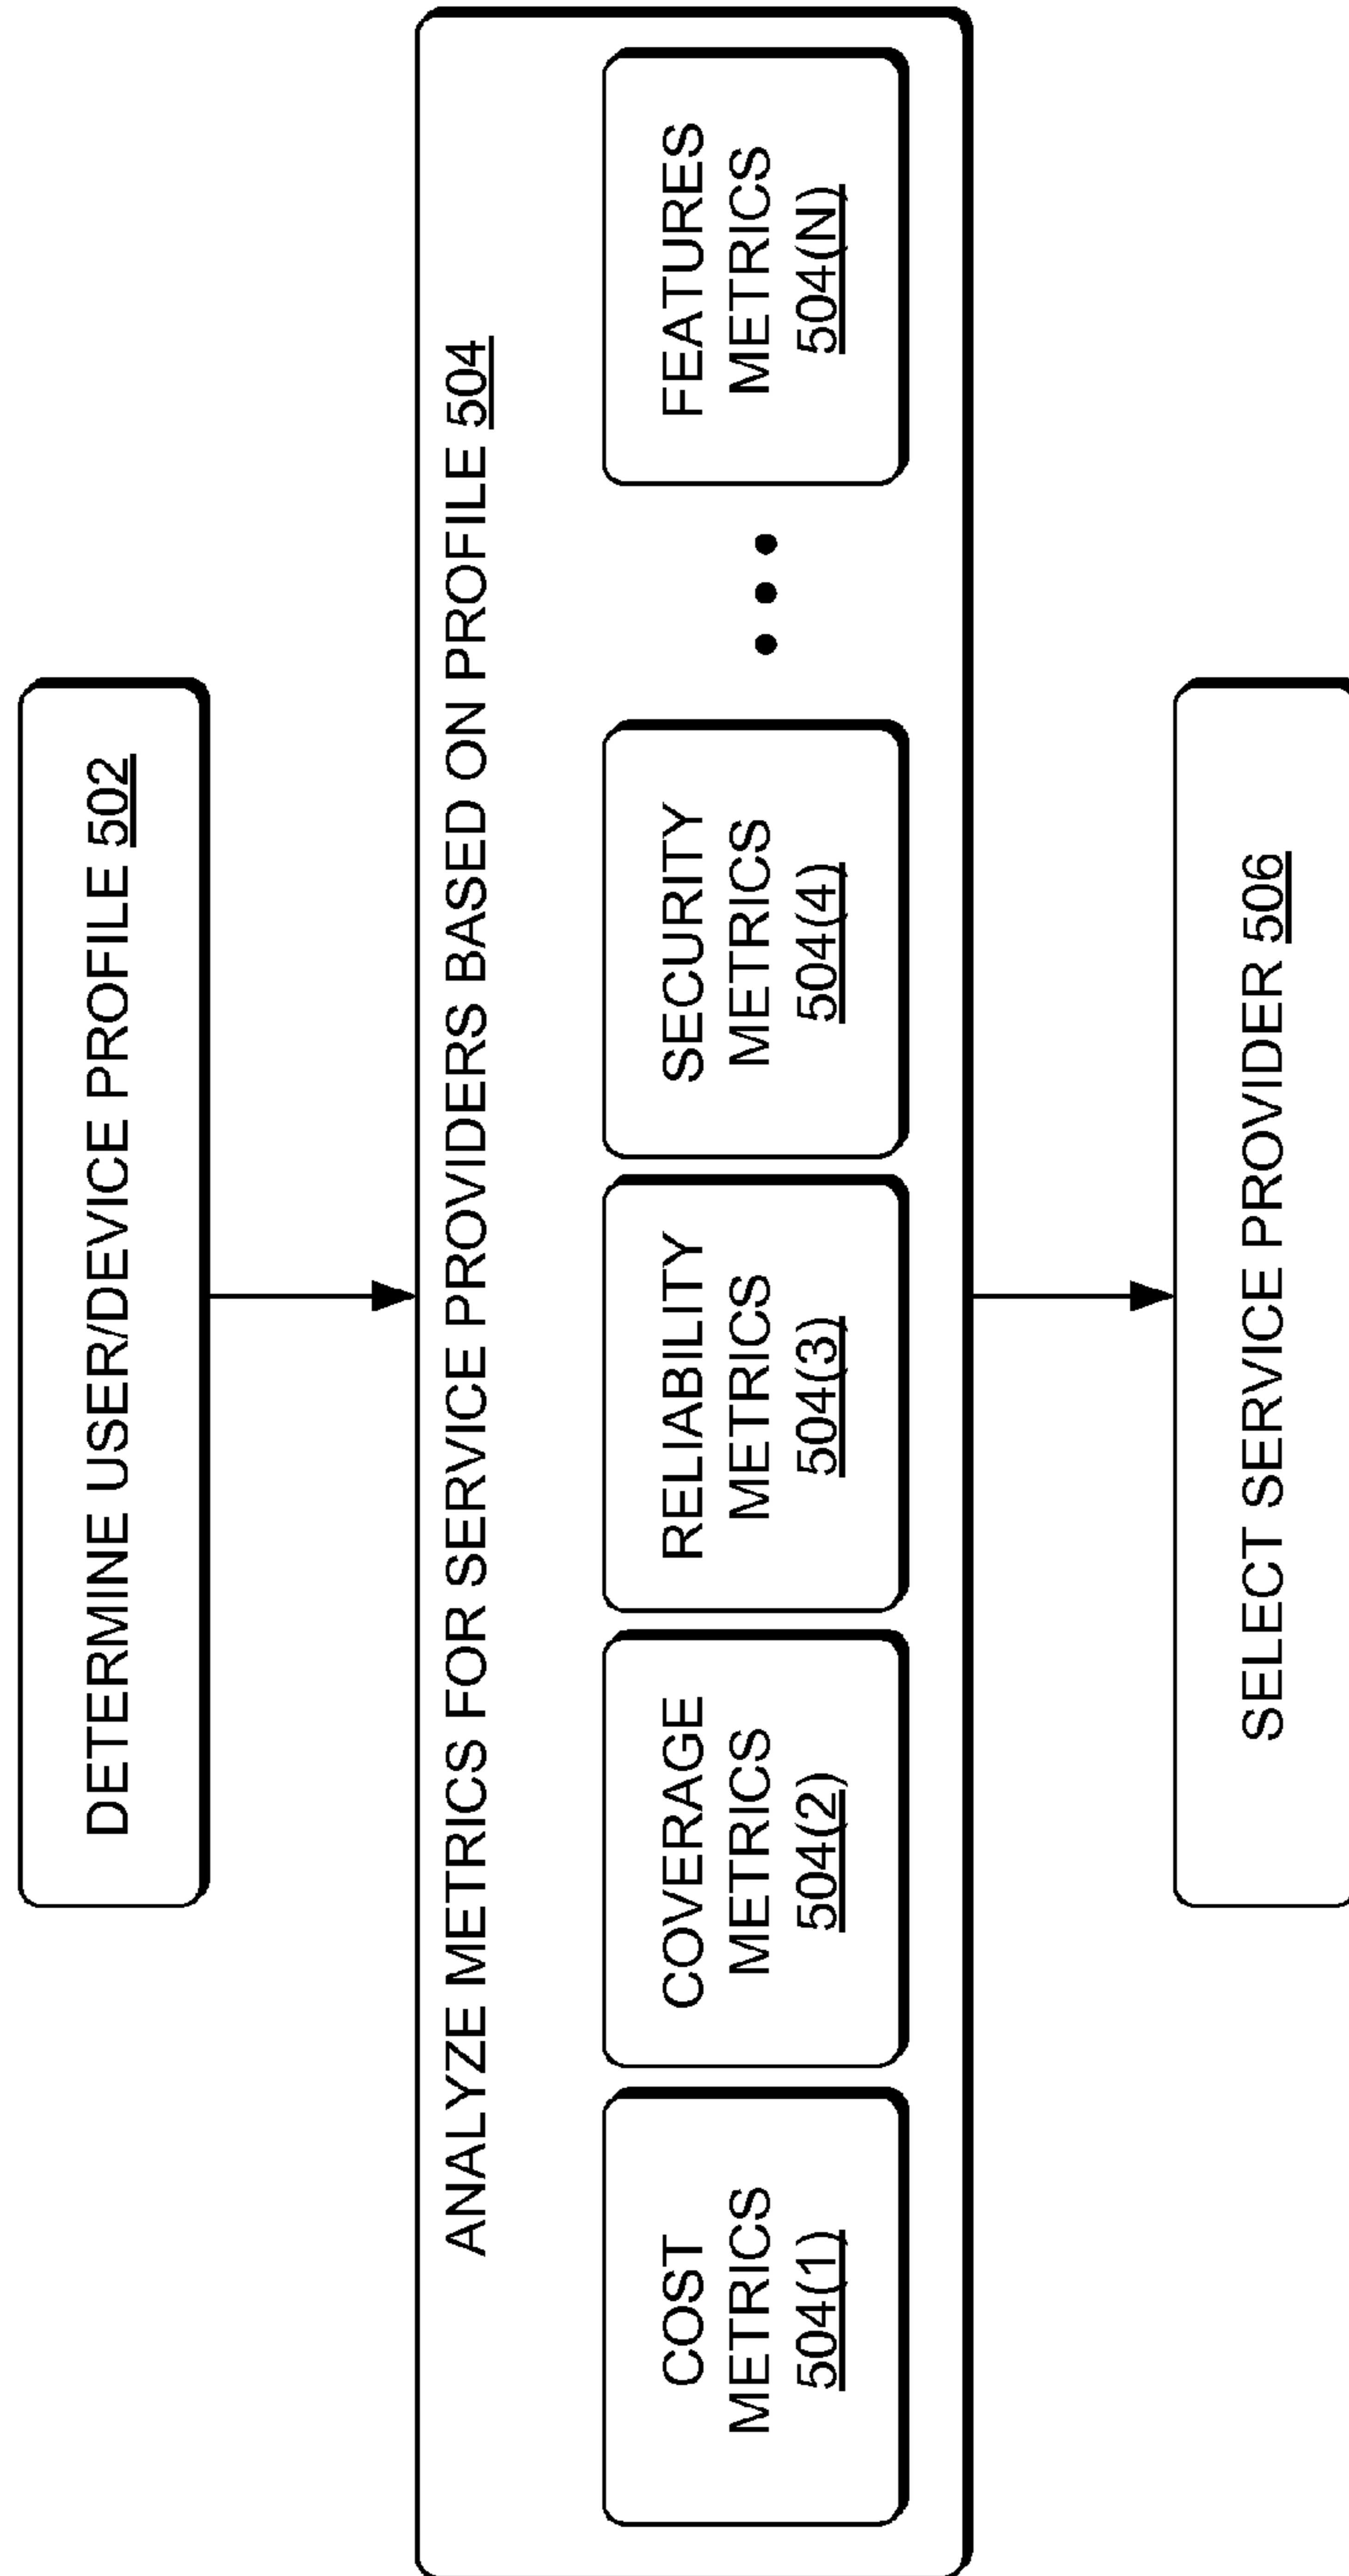 DETERMINE USER/DEVICE PROFILE 502
ANALYZE METRICS FOR SERVICE PROVIDERS BASED ON PROFILE 504
COST
METRICS
504(1)
COVERAGE
METRICS
504(2)
RELIABILITY
METRICS
504(3)
SECURITY
METRICS
504(4)
• • •
FEATURES
METRICS
504(N)
SELECT SERVICE PROVIDER 506